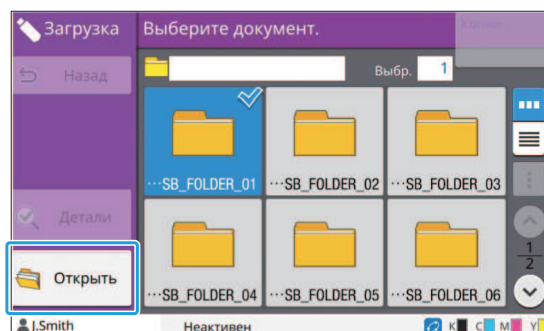 Загрузка
Выберите документ.
Назад
Выбр. 1
···SB_FOLDER_01
···SB_FOLDER_02
···SB_FOLDER_03
Детали
1
2
Открыть
···SB_FOLDER_04
···SB_FOLDER_05
···SB_FOLDER_06
J.Smith
Неактивен
K C M Y